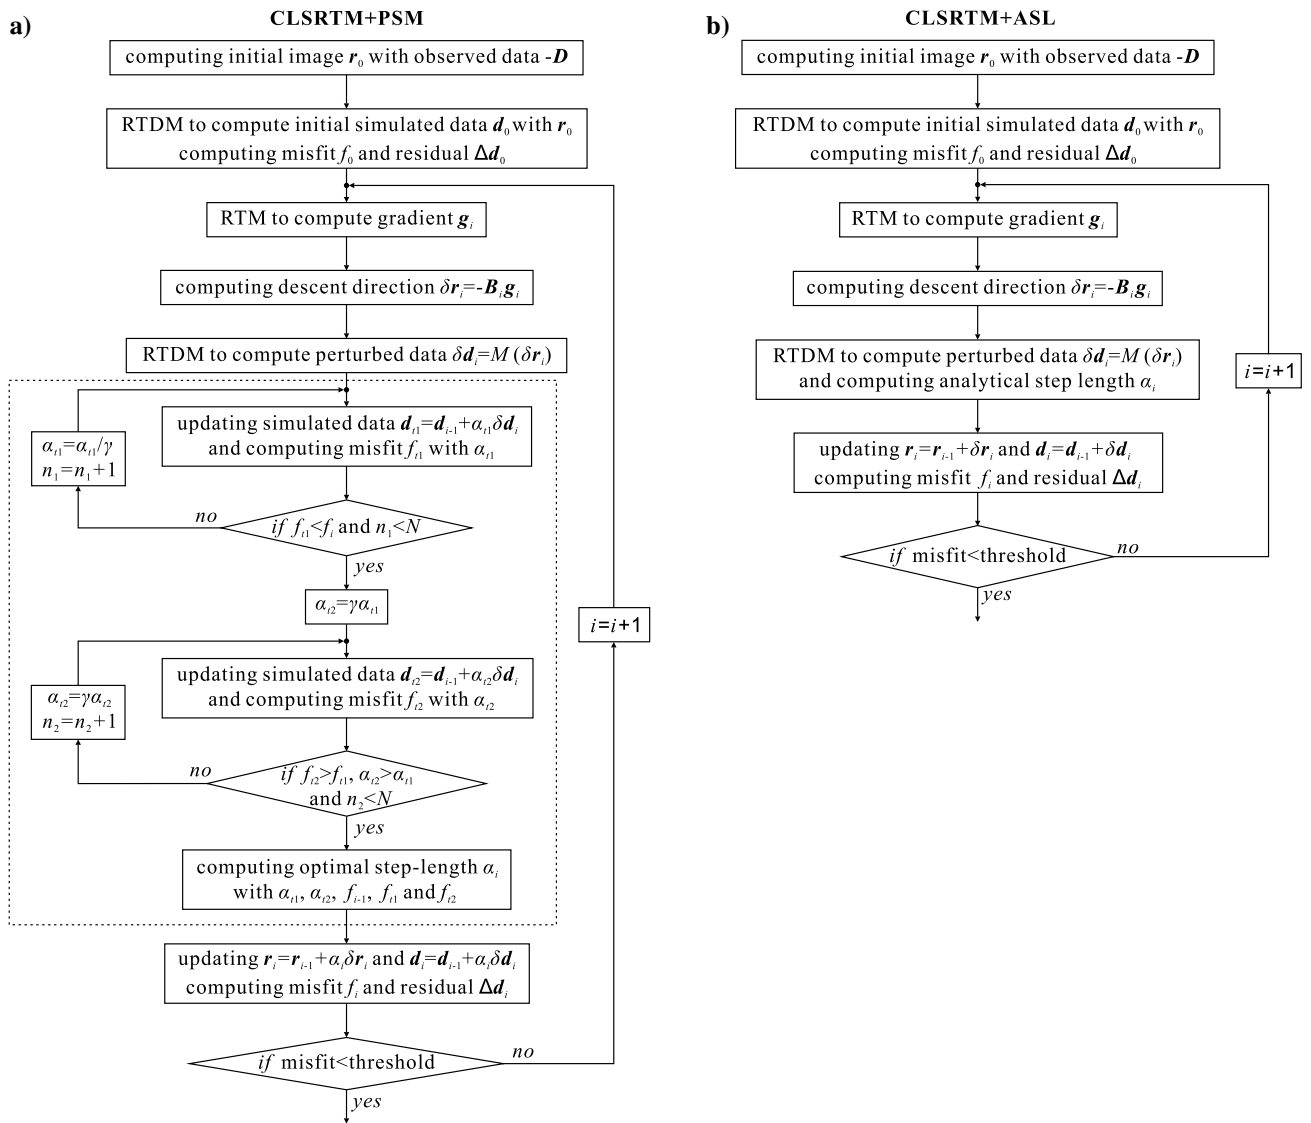 a)
CLSRTM+PSM
computing initial image r₀ with observed data -D
RTDM to compute initial simulated data d₀ with r₀
computing misfit f₀ and residual Δd₀
RTM to compute gradient gᵢ
computing descent direction δrᵢ=-Bᵢgᵢ
RTDM to compute perturbed data δdᵢ=M(δrᵢ)
updating simulated data dₜ₁=dᵢ₋₁+αₜ₁δdᵢ
and computing misfit fₜ₁ with αₜ₁
αₜ₁=αₜ₁/γ
n₁=n₁+1
no
if fₜ₁<fᵢ and n₁<N
yes
αₜ₂=γαₜ₁
i=i+1
updating simulated data dₜ₂=dᵢ₋₁+αₜ₂δdᵢ
and computing misfit fₜ₂ with αₜ₂
αₜ₂=γαₜ₂
n₂=n₂+1
no
if fₜ₂>fₜ₁, αₜ₂>αₜ₁
and n₂<N
yes
computing optimal step-length αᵢ
with αₜ₁, αₜ₂, fᵢ₋₁, fₜ₁ and fₜ₂
updating rᵢ=rᵢ₋₁+αᵢδrᵢ and dᵢ=dᵢ₋₁+αᵢδdᵢ
computing misfit fᵢ and residual Δdᵢ
if misfit<threshold
no
yes
b)
CLSRTM+ASL
computing initial image r₀ with observed data -D
RTDM to compute initial simulated data d₀ with r₀
computing misfit f₀ and residual Δd₀
RTM to compute gradient gᵢ
computing descent direction δrᵢ=-Bᵢgᵢ
RTDM to compute perturbed data δdᵢ=M(δrᵢ)
and computing analytical step length αᵢ
i=i+1
updating rᵢ=rᵢ₋₁+δrᵢ and dᵢ=dᵢ₋₁+δdᵢ
computing misfit fᵢ and residual Δdᵢ
if misfit<threshold
no
yes